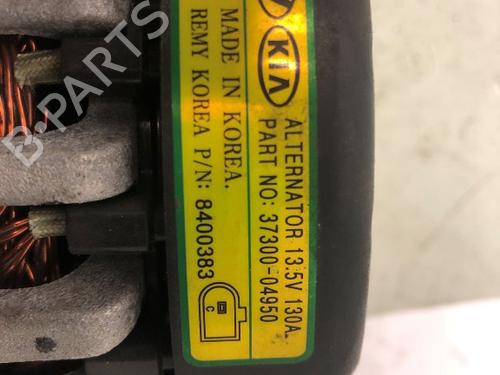 KIA
ALTERNATOR 13.5V 130A
PART NO: 37300-04950
MADE IN KOREA.
REMY KOREA P/N: 8400383
C
B-PARTS